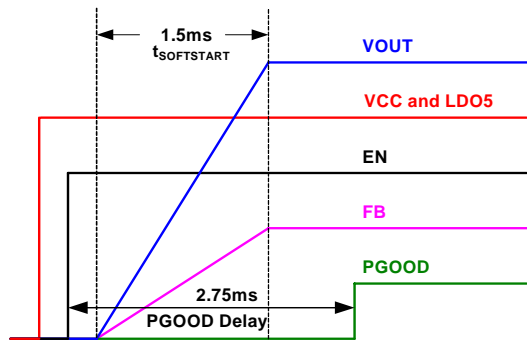 1.5ms
tSOFTSTART
VOUT
VCC and LDO5
EN
FB
PGOOD
2.75ms
PGOOD Delay